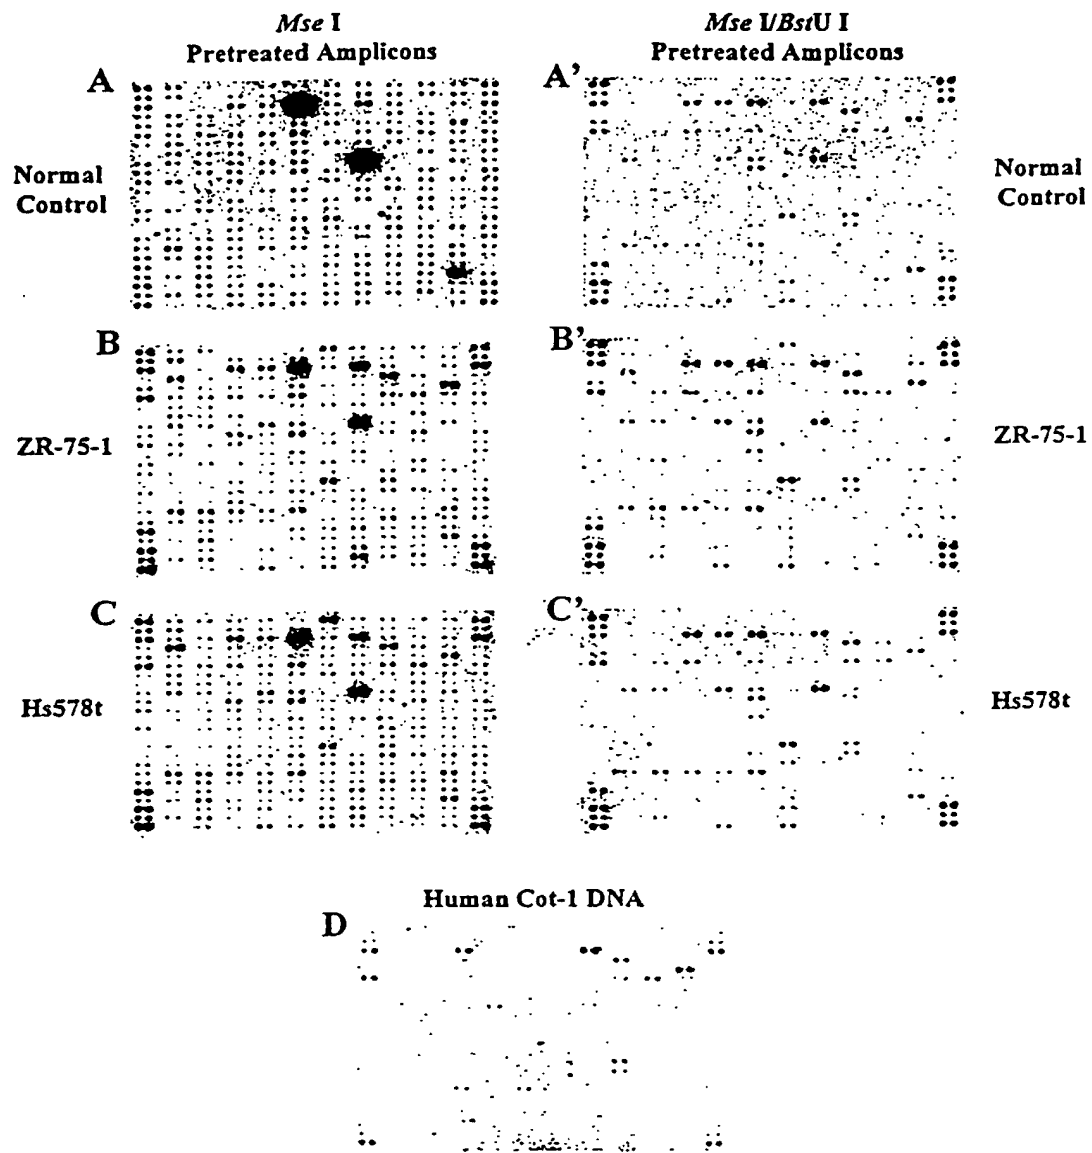 Mse I
Pretreated Amplicons
Mse I/BstU I
Pretreated Amplicons
A
A'
Normal
Control
Normal
Control
B
B'
ZR-75-1
ZR-75-1
C
C'
Hs578t
Hs578t
Human Cot-1 DNA
D